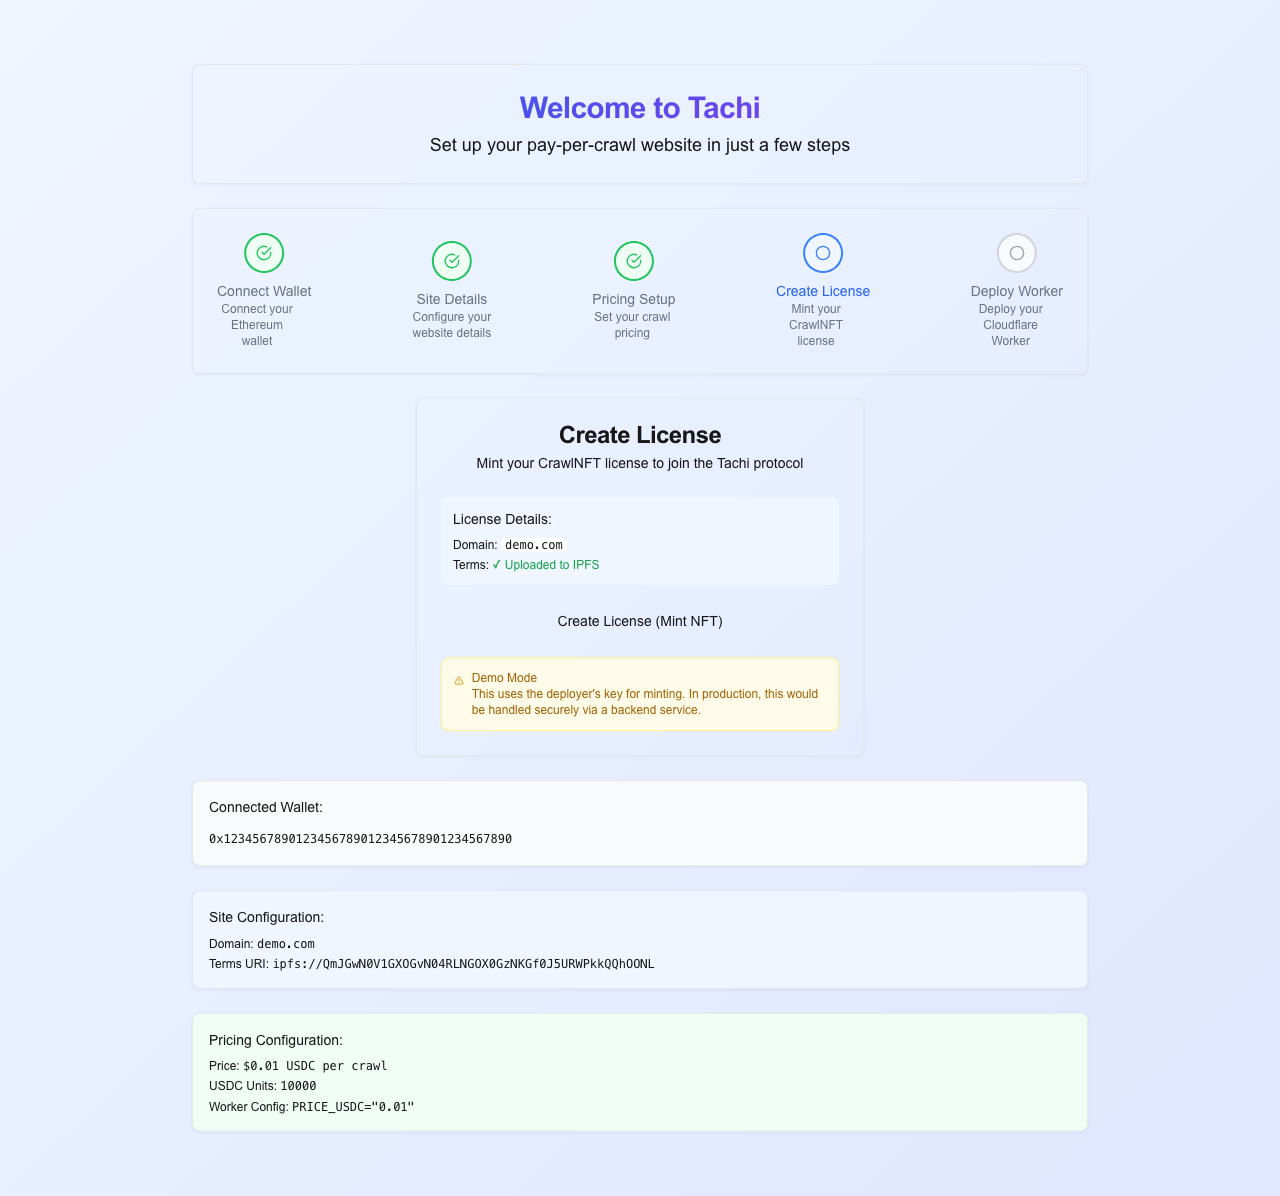 Welcome to Tachi
Set up your pay-per-crawl website in just a few steps
Connect Wallet
Connect your
Ethereum
wallet
Site Details
Configure your
website details
Pricing Setup
Set your crawl
pricing
Create License
Mint your
CrawlNFT
license
Deploy Worker
Deploy your
Cloudflare
Worker
Create License
Mint your CrawlNFT license to join the Tachi protocol
License Details:
Domain: demo.com
Terms: ✓ Uploaded to IPFS
Create License (Mint NFT)
Demo Mode
This uses the deployer's key for minting. In production, this would
be handled securely via a backend service.
Connected Wallet:
0x1234567890123456789012345678901234567890
Site Configuration:
Domain: demo.com
Terms URI: ipfs://QmJGwN0V1GXOGvN04RLNGOX0GzNKGf0J5URWPkkQQhOONL
Pricing Configuration:
Price: $0.01 USDC per crawl
USDC Units: 10000
Worker Config: PRICE_USDC="0.01"